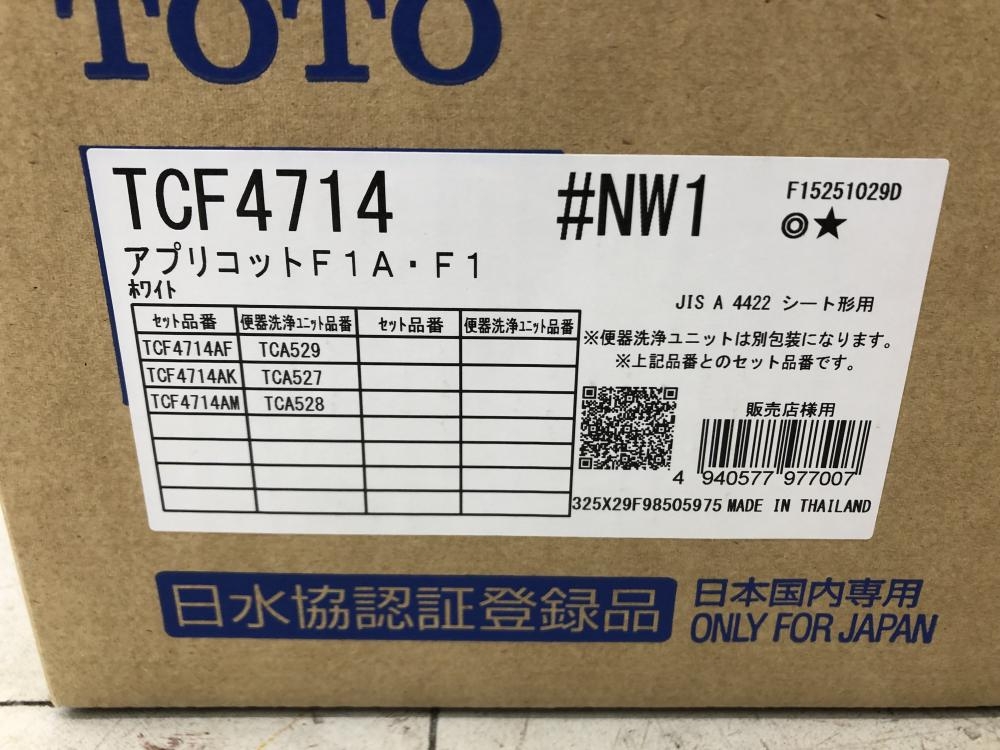 TOTO
TCF4714 #NW1 F15251029D
◎★
アプリコットF1A・F1
ホワイト
JIS A 4422 シート形用
セット品番 便器洗浄ユニット品番 セット品番 便器洗浄ユニット品番
TCF4714AF TCA529
TCF4714AK TCA527
TCF4714AM TCA528
※便器洗浄ユニットは別包装になります。
※上記品番とのセット品番です。
販売店様用
4 940577 977007
325X29F98505975 MADE IN THAILAND
日水協認証登録品
日本国内専用
ONLY FOR JAPAN